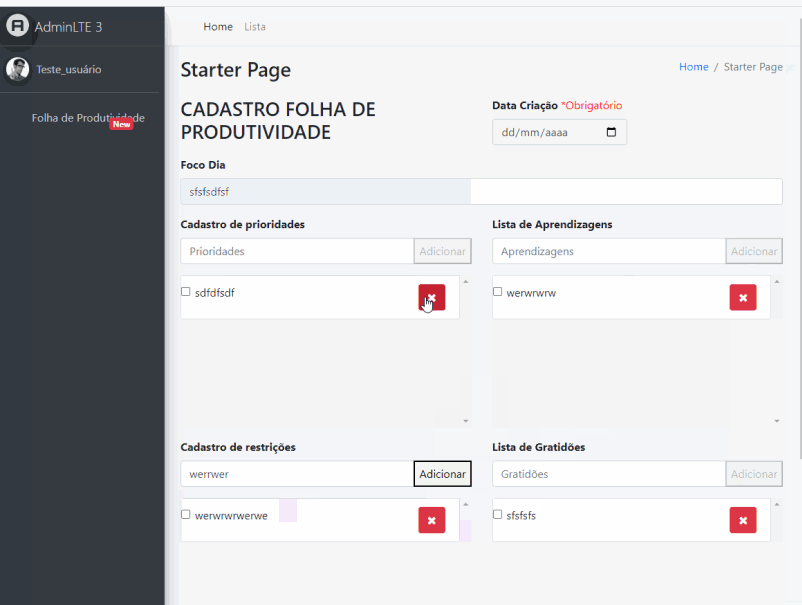 AdminLTE 3
Home Lista
Teste_usuário
Folha de Produtividade
New
Starter Page
Home / Starter Page
CADASTRO FOLHA DE
PRODUTIVIDADE
Data Criação *Obrigatório
dd/mm/aaaa
Foco Dia
sfsfsdfsf
Cadastro de prioridades
Lista de Aprendizagens
Prioridades Adicionar
Aprendizagens Adicionar
sdfdfsdf
werwrwrw
Cadastro de restrições
Lista de Gratidões
werrwer Adicionar
Gratidões Adicionar
werwrwrwerwe
sfsfsfs